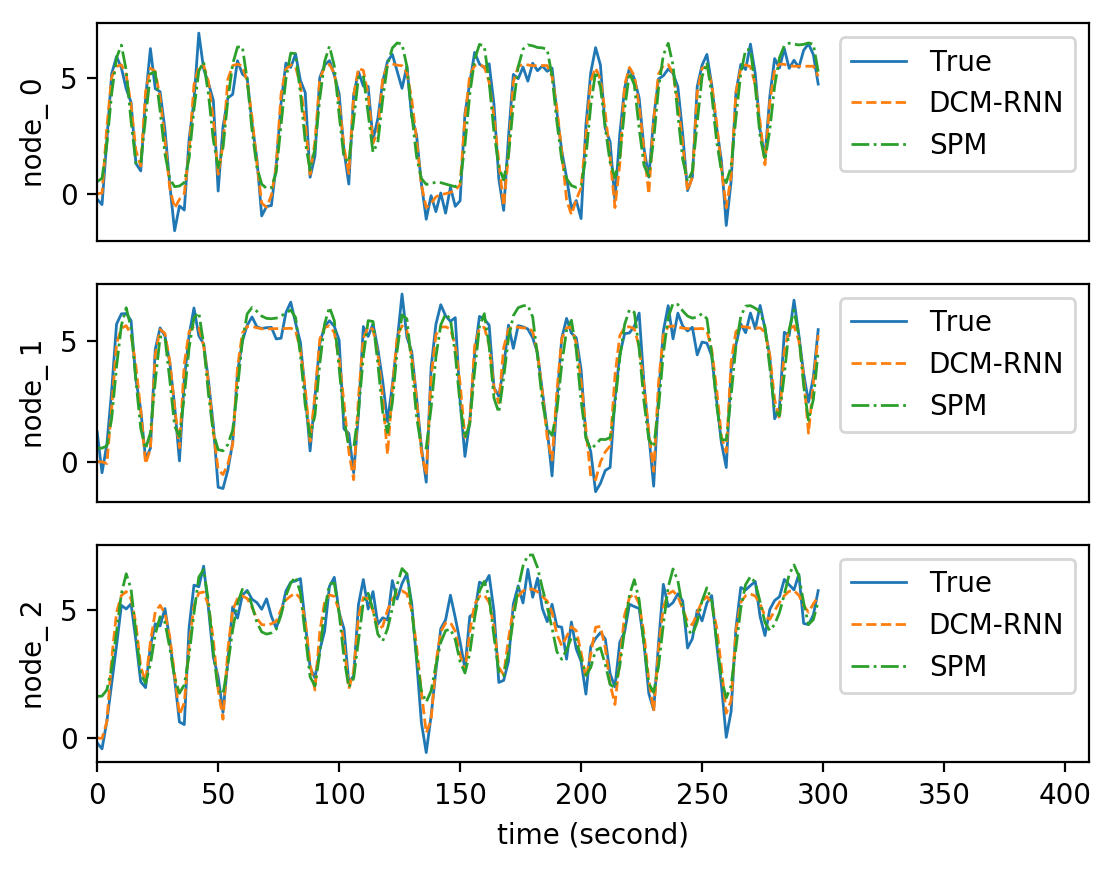 node_0
5
0
True
DCM-RNN
SPM
node_1
5
0
True
DCM-RNN
SPM
node_2
5
0
True
DCM-RNN
SPM
0 50 100 150 200 250 300 350 400
time (second)